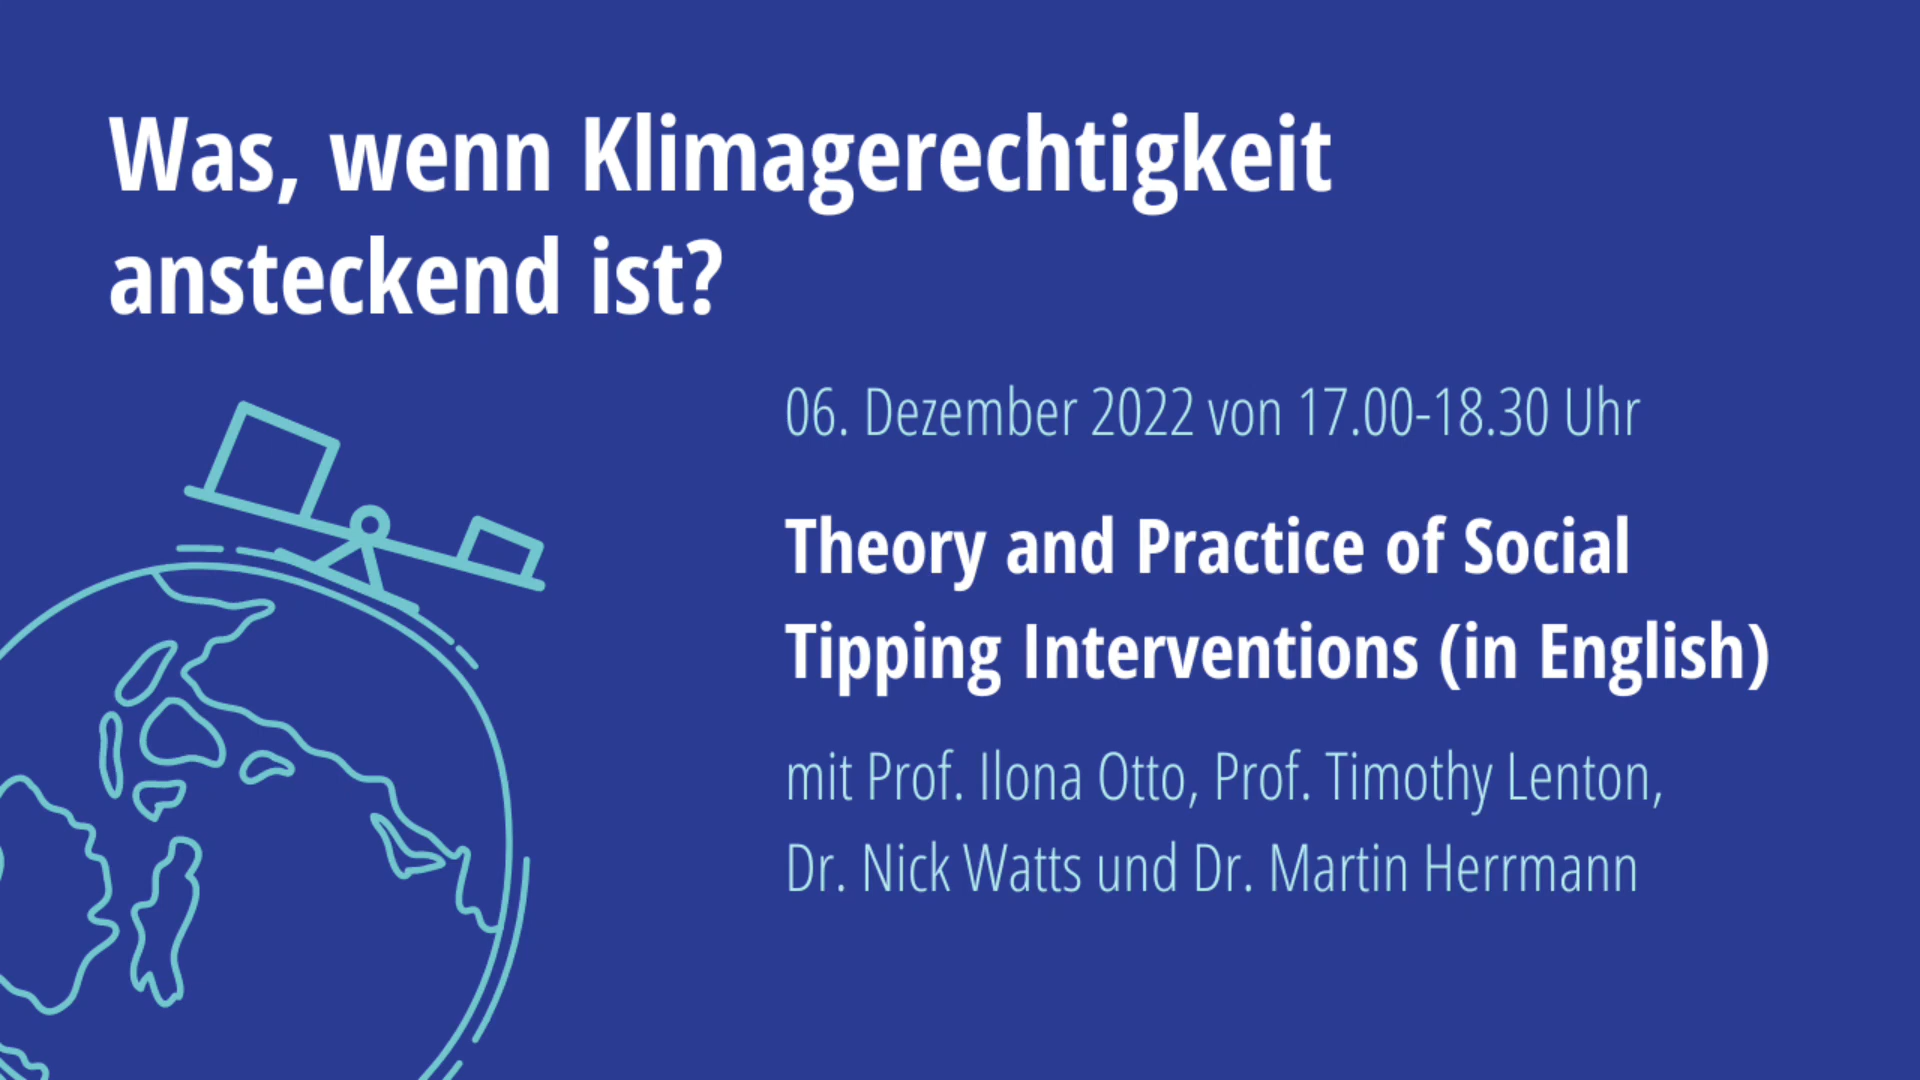 Was, wenn Klimagerechtigkeit
ansteckend ist?
06. Dezember 2022 von 17.00-18.30 Uhr
Theory and Practice of Social
Tipping Interventions (in English)
mit Prof. Ilona Otto, Prof. Timothy Lenton,
Dr. Nick Watts und Dr. Martin Herrmann